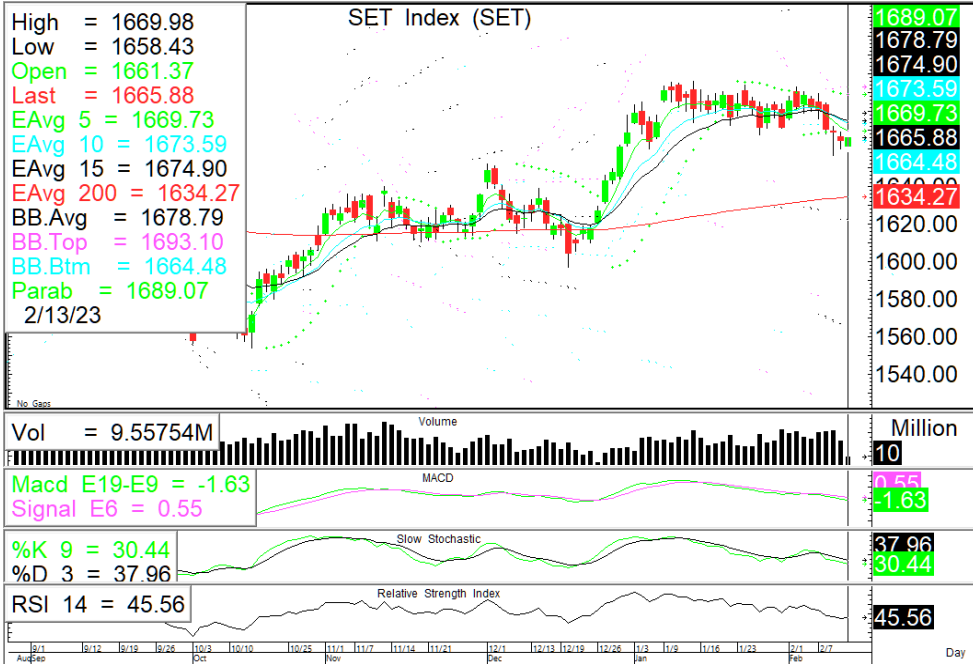 SET Index (SET)
High = 1669.98
Low = 1658.43
Open = 1661.37
Last = 1665.88
EAvg 5 = 1669.73
EAvg 10 = 1673.59
EAvg 15 = 1674.90
EAvg 200 = 1634.27
BB.Avg = 1678.79
BB.Top = 1693.10
BB.Btm = 1664.48
Parab = 1689.07
2/13/23
1689.07
1678.79
1674.90
1673.59
1669.73
1665.88
1664.48
1640.00
1634.27
1620.00
1600.00
1580.00
1560.00
1540.00
No Gaps
Volume
Vol = 9.55754M
Million
10
MACD
Macd E19-E9 = -1.63
Signal E6 = 0.55
0.55
-1.63
Slow Stochastic
%K 9 = 30.44
%D 3 = 37.96
37.96
30.44
Relative Strength Index
RSI 14 = 45.56
45.56
9/1 9/12 9/19 9/26 10/3 10/10 11/1 11/7 11/14 11/21 12/1 12/13 12/19 12/26 1/3 1/9 1/16 1/23 2/1 2/7
Aug Sep Oct Nov Dec Jan Feb
Day